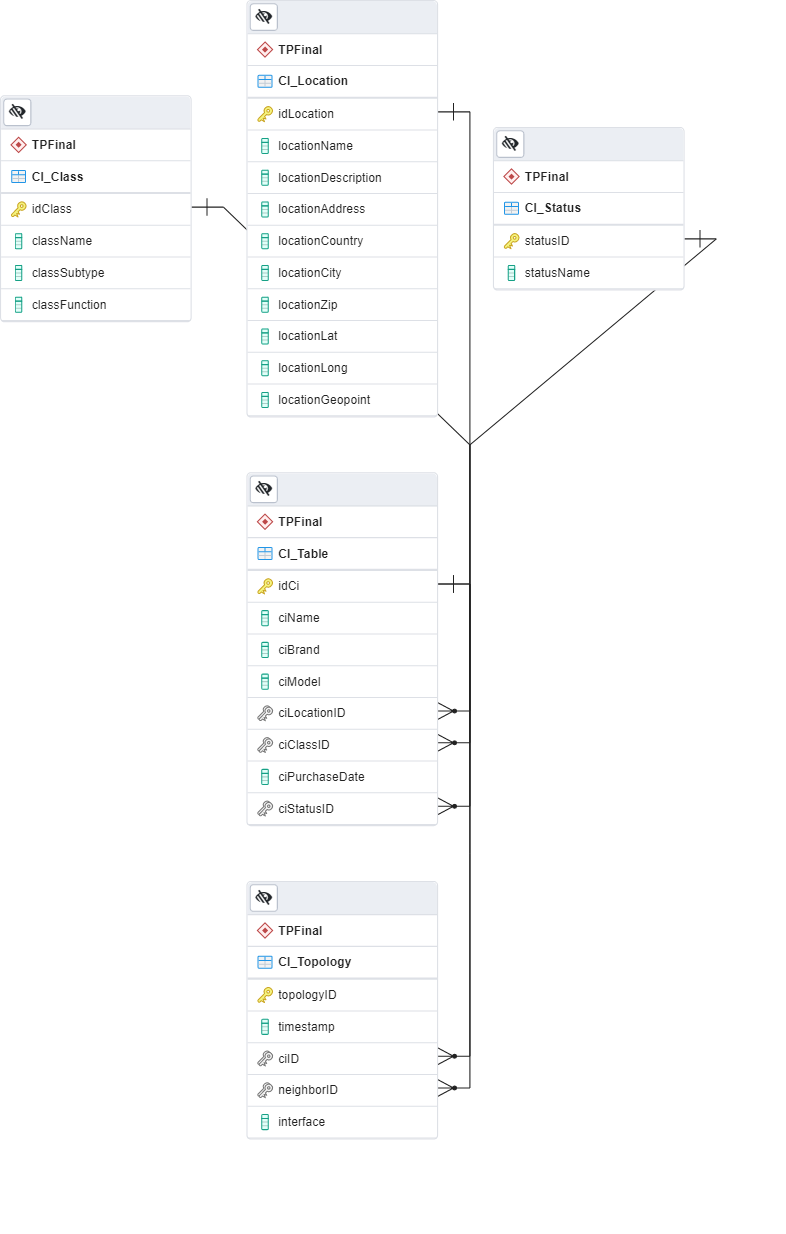 TPFinal
CI_Class
idClass
className
classSubtype
classFunction
TPFinal
CI_Location
idLocation
locationName
locationDescription
locationAddress
locationCountry
locationCity
locationZip
locationLat
locationLong
locationGeopoint
TPFinal
CI_Status
statusID
statusName
TPFinal
CI_Table
idCi
ciName
ciBrand
ciModel
ciLocationID
ciClassID
ciPurchaseDate
ciStatusID
TPFinal
CI_Topology
topologyID
timestamp
ciID
neighborID
interface